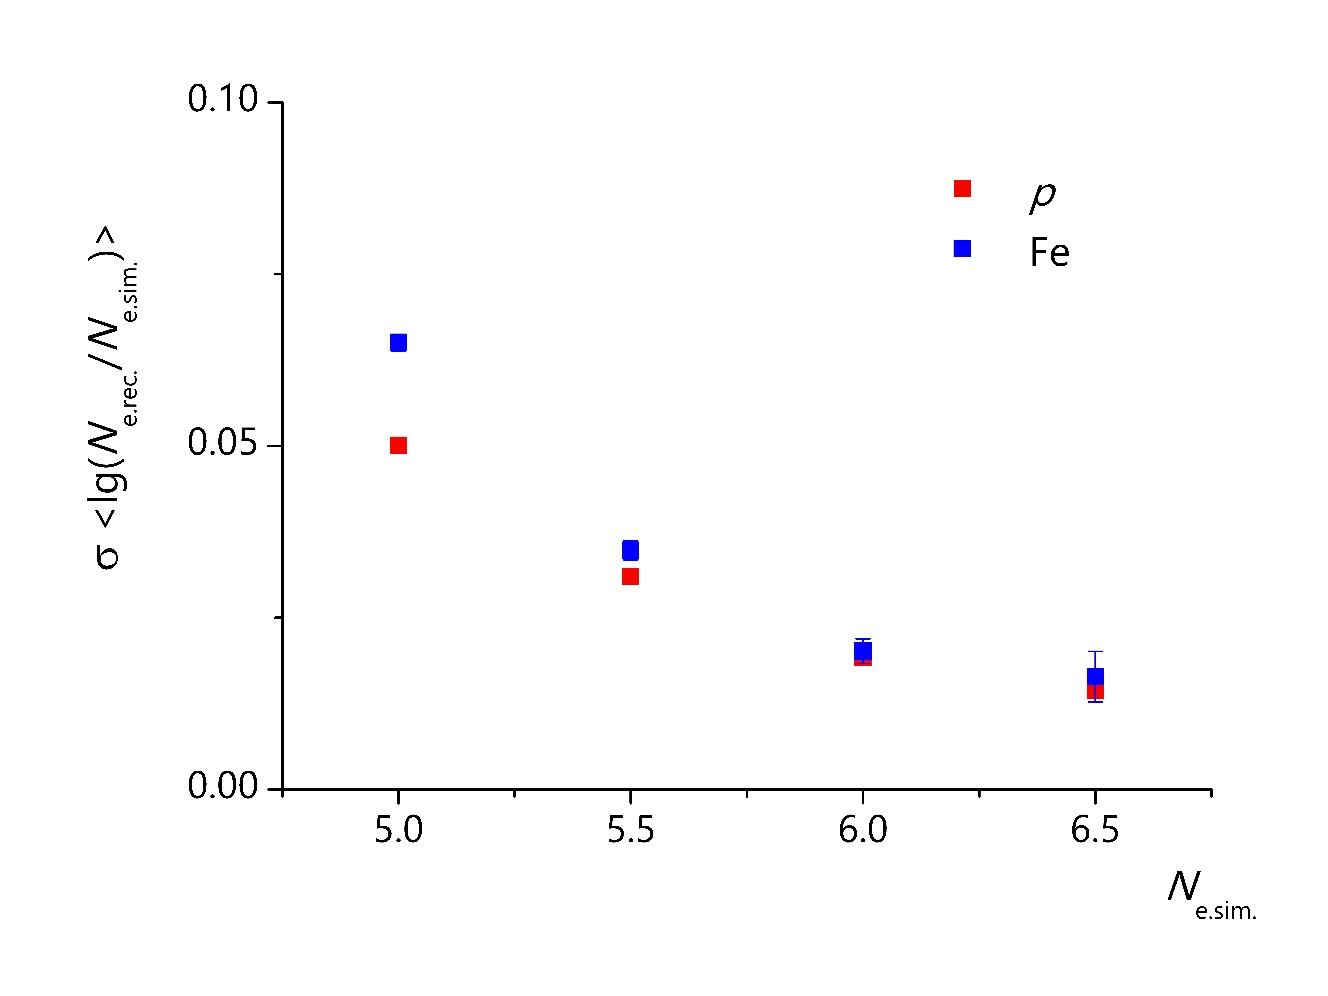 0.10
0.05
0.00
σ <lg(Ne.rec./Ne.sim.)>
p
Fe
5.0 5.5 6.0 6.5
Ne.sim.